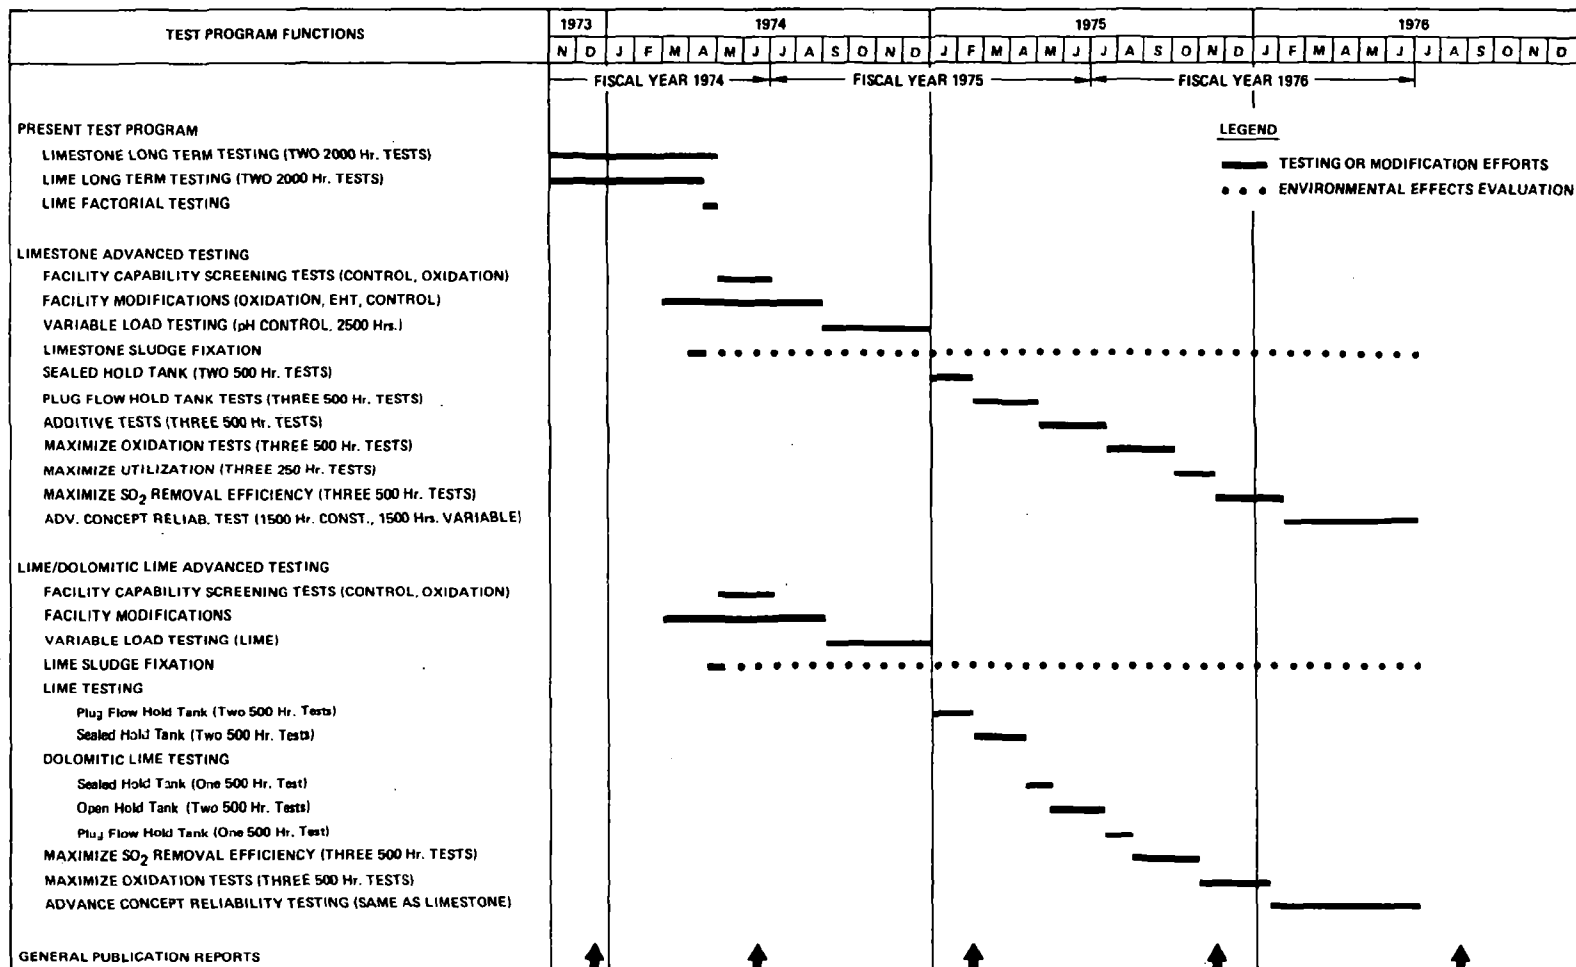 TEST PROGRAM FUNCTIONS
1973 1974 1975 1976
N D J F M A M J J A S O N D J F M A M J J A S O N D J F M A M J J A S O N D
FISCAL YEAR 1974 FISCAL YEAR 1975 FISCAL YEAR 1976
PRESENT TEST PROGRAM
LIMESTONE LONG TERM TESTING (TWO 2000 Hr. TESTS)
LIME LONG TERM TESTING (TWO 2000 Hr. TESTS)
LIME FACTORIAL TESTING
LEGEND
TESTING OR MODIFICATION EFFORTS
ENVIRONMENTAL EFFECTS EVALUATION
LIMESTONE ADVANCED TESTING
FACILITY CAPABILITY SCREENING TESTS (CONTROL, OXIDATION)
FACILITY MODIFICATIONS (OXIDATION, EHT, CONTROL)
VARIABLE LOAD TESTING (pH CONTROL, 2500 Hrs.)
LIMESTONE SLUDGE FIXATION
SEALED HOLD TANK (TWO 500 Hr. TESTS)
PLUG FLOW HOLD TANK TESTS (THREE 500 Hr. TESTS)
ADDITIVE TESTS (THREE 500 Hr. TESTS)
MAXIMIZE OXIDATION TESTS (THREE 500 Hr. TESTS)
MAXIMIZE UTILIZATION (THREE 250 Hr. TESTS)
MAXIMIZE SO2 REMOVAL EFFICIENCY (THREE 500 Hr. TESTS)
ADV. CONCEPT RELIAB. TEST (1500 Hr. CONST., 1500 Hrs. VARIABLE)
LIME/DOLOMITIC LIME ADVANCED TESTING
FACILITY CAPABILITY SCREENING TESTS (CONTROL, OXIDATION)
FACILITY MODIFICATIONS
VARIABLE LOAD TESTING (LIME)
LIME SLUDGE FIXATION
LIME TESTING
Plug Flow Hold Tank (Two 500 Hr. Tests)
Sealed Hold Tank (Two 500 Hr. Tests)
DOLOMITIC LIME TESTING
Sealed Hold Tank (One 500 Hr. Test)
Open Hold Tank (Two 500 Hr. Tests)
Plug Flow Hold Tank (One 500 Hr. Test)
MAXIMIZE SO2 REMOVAL EFFICIENCY (THREE 500 Hr. TESTS)
MAXIMIZE OXIDATION TESTS (THREE 500 Hr. TESTS)
ADVANCE CONCEPT RELIABILITY TESTING (SAME AS LIMESTONE)
GENERAL PUBLICATION REPORTS